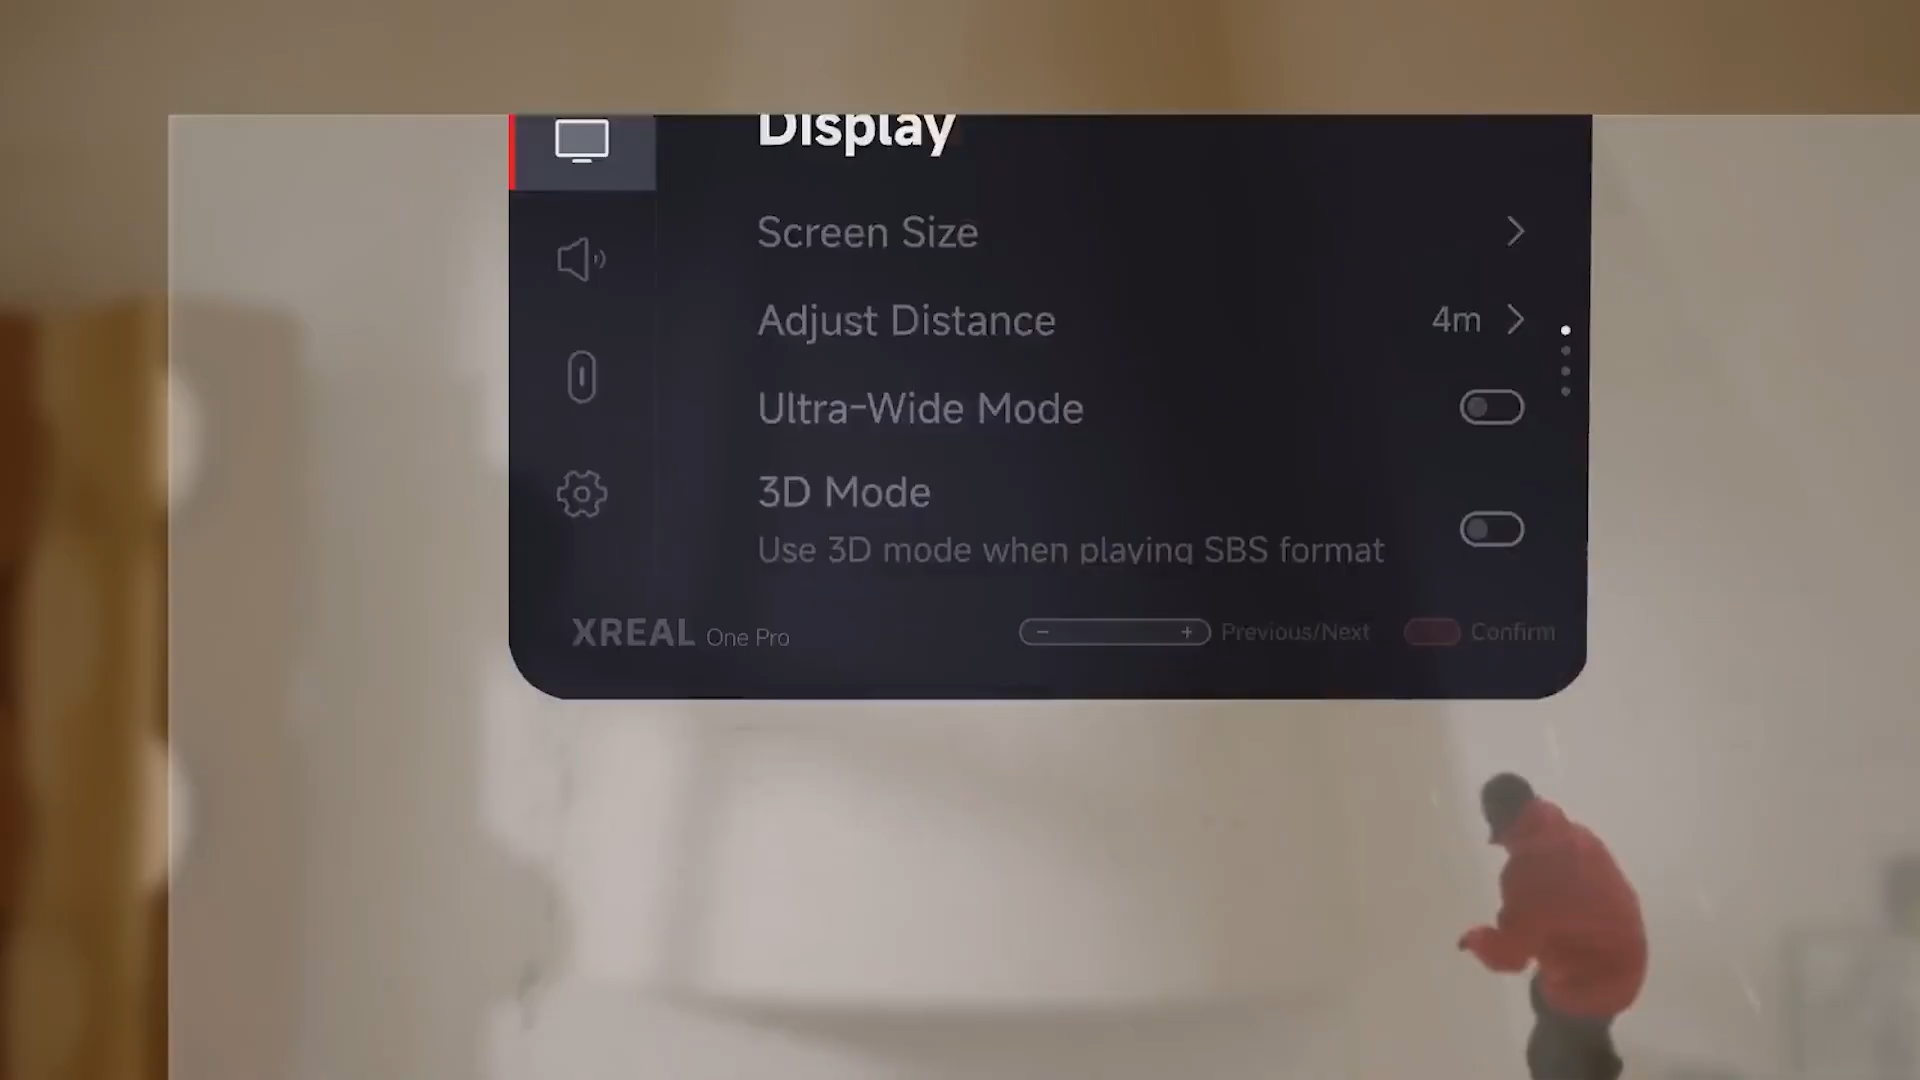 Display
Screen Size
Adjust Distance 4m
Ultra-Wide Mode
3D Mode
Use 3D mode when playing SBS format
XREAL One Pro
- + Previous/Next Confirm